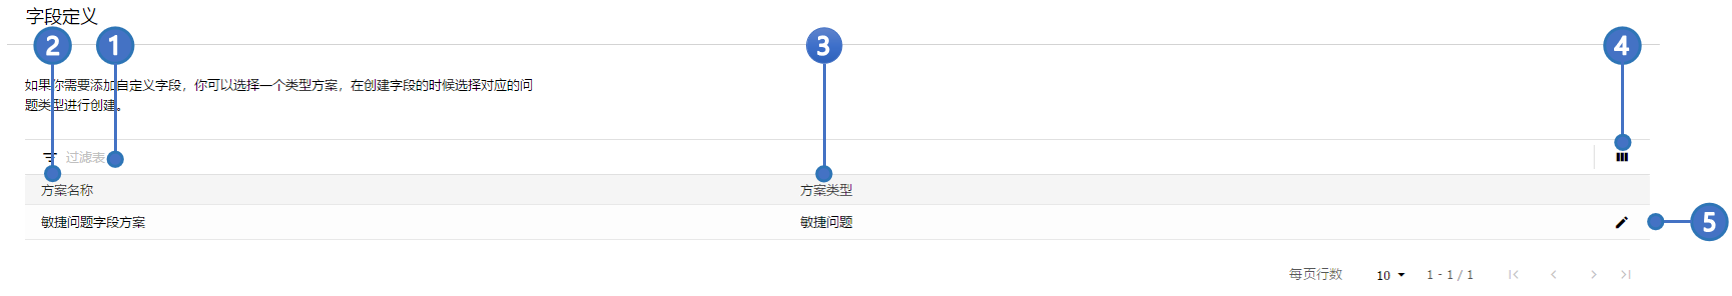 字段定义
2
1
3
4
如果你需要添加自定义字段，你可以选择一个类型方案，在创建字段的时候选择对应的问
题类型进行创建。
过滤表
方案名称 方案类型
敏捷问题字段方案 敏捷问题
5
每页行数 10 1 - 1 / 1